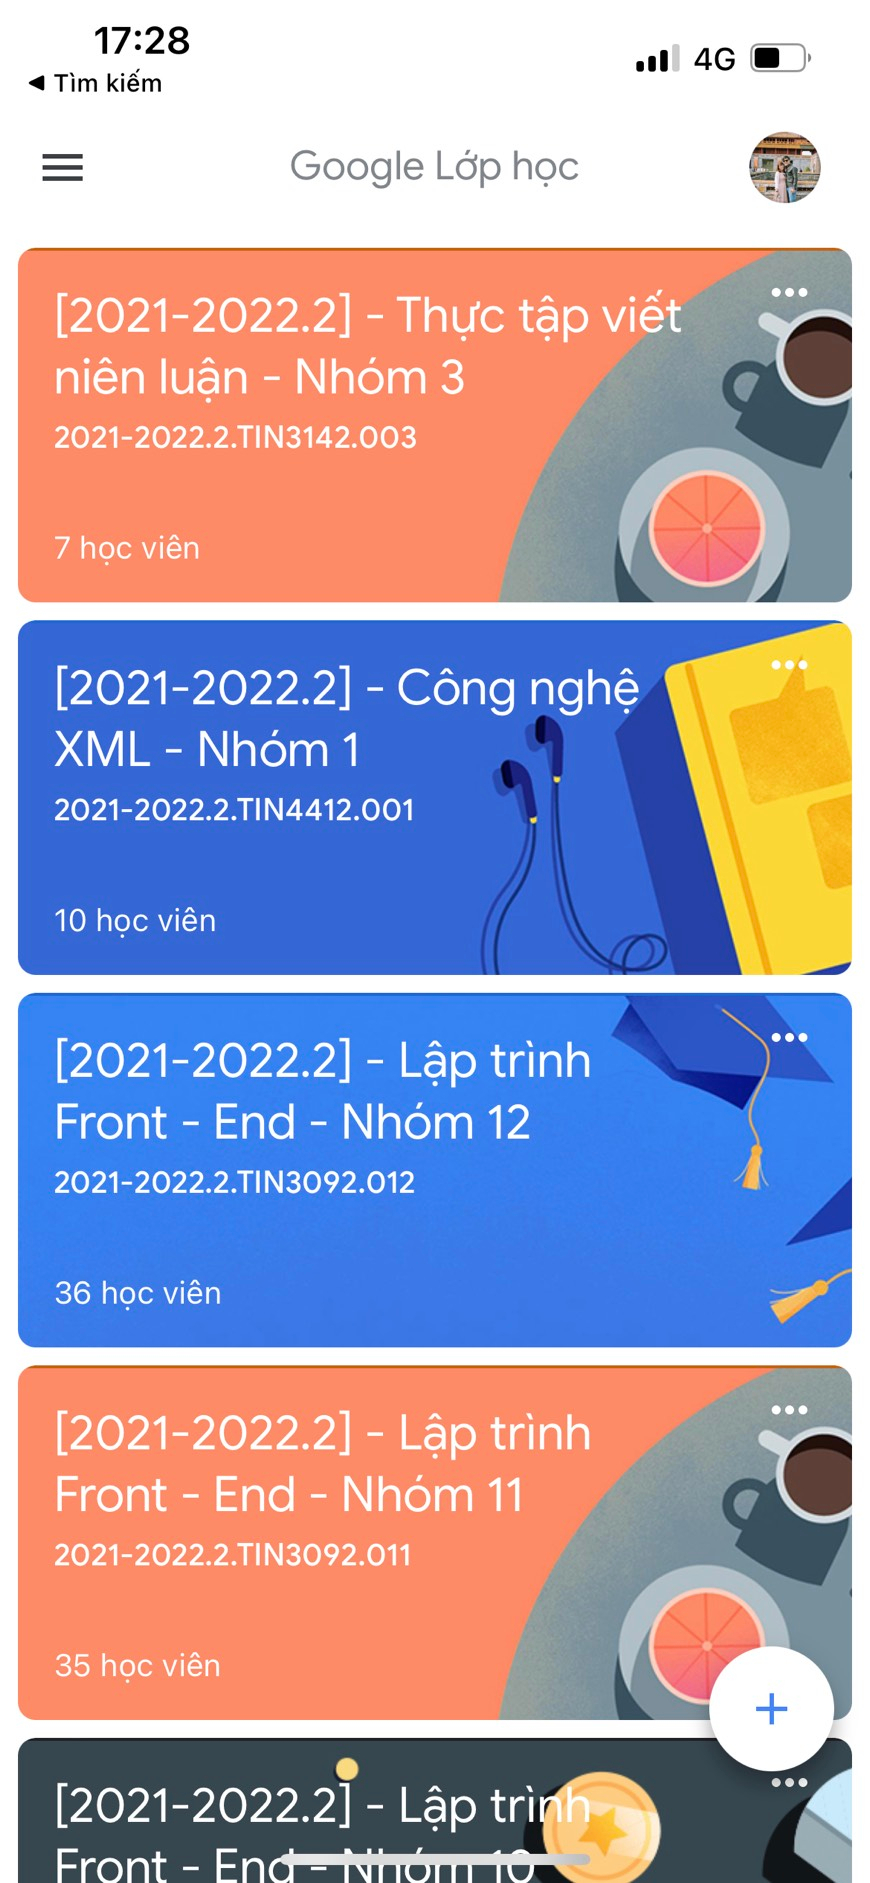 17:28
4G
◀ Tìm kiếm
Google Lớp học
[2021-2022.2] - Thực tập viết
niên luận - Nhóm 3
2021-2022.2.TIN3142.003
7 học viên
[2021-2022.2] - Công nghệ
XML - Nhóm 1
2021-2022.2.TIN4412.001
10 học viên
[2021-2022.2] - Lập trình
Front - End - Nhóm 12
2021-2022.2.TIN3092.012
36 học viên
[2021-2022.2] - Lập trình
Front - End - Nhóm 11
2021-2022.2.TIN3092.011
35 học viên
[2021-2022.2] - Lập trình
Front - End - Nhóm 10